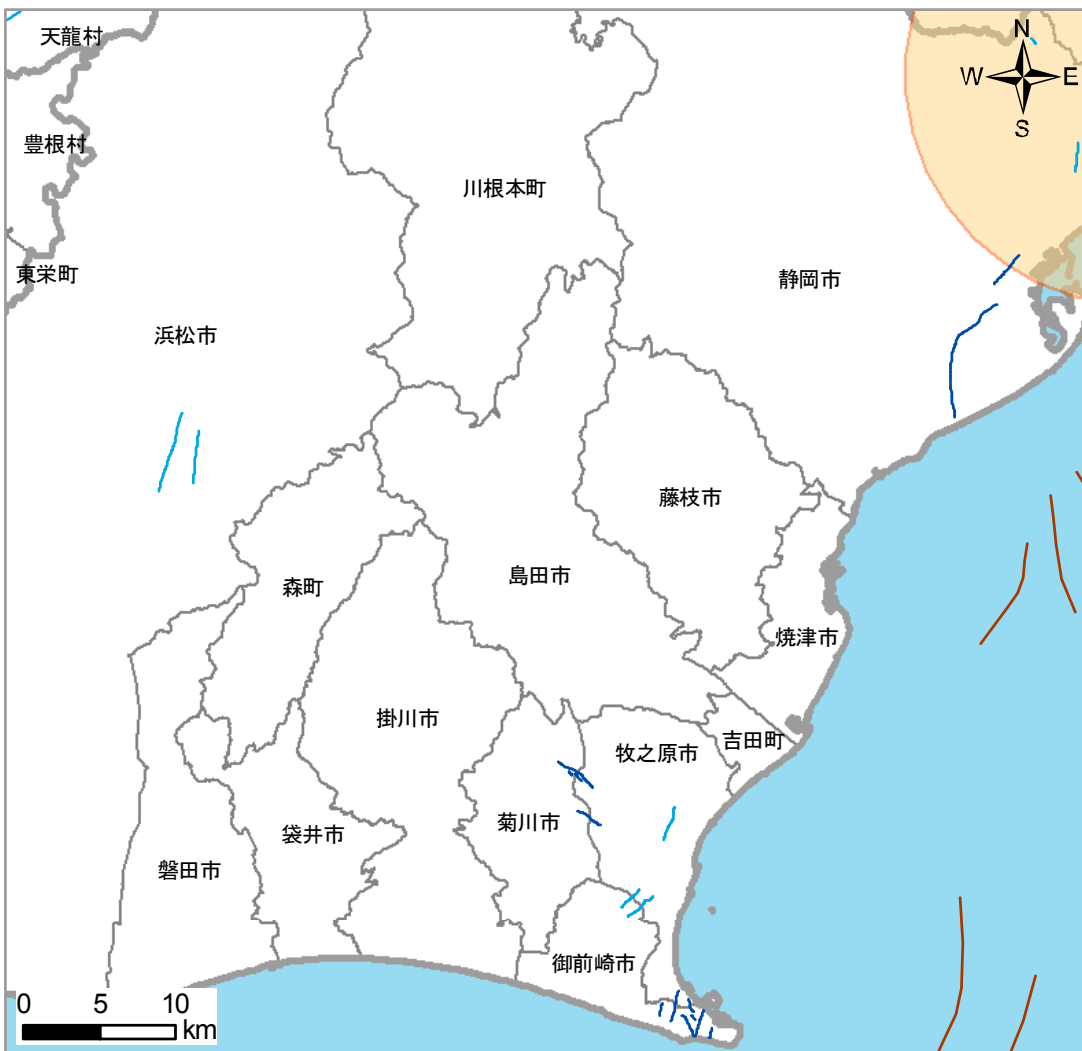 天龍村
N
W
E
S
豊根村
川根本町
東栄町
静岡市
浜松市
藤枝市
島田市
森町
焼津市
掛川市
吉田町
牧之原市
菊川市
袋井市
磐田市
御前崎市
0 5 10
km